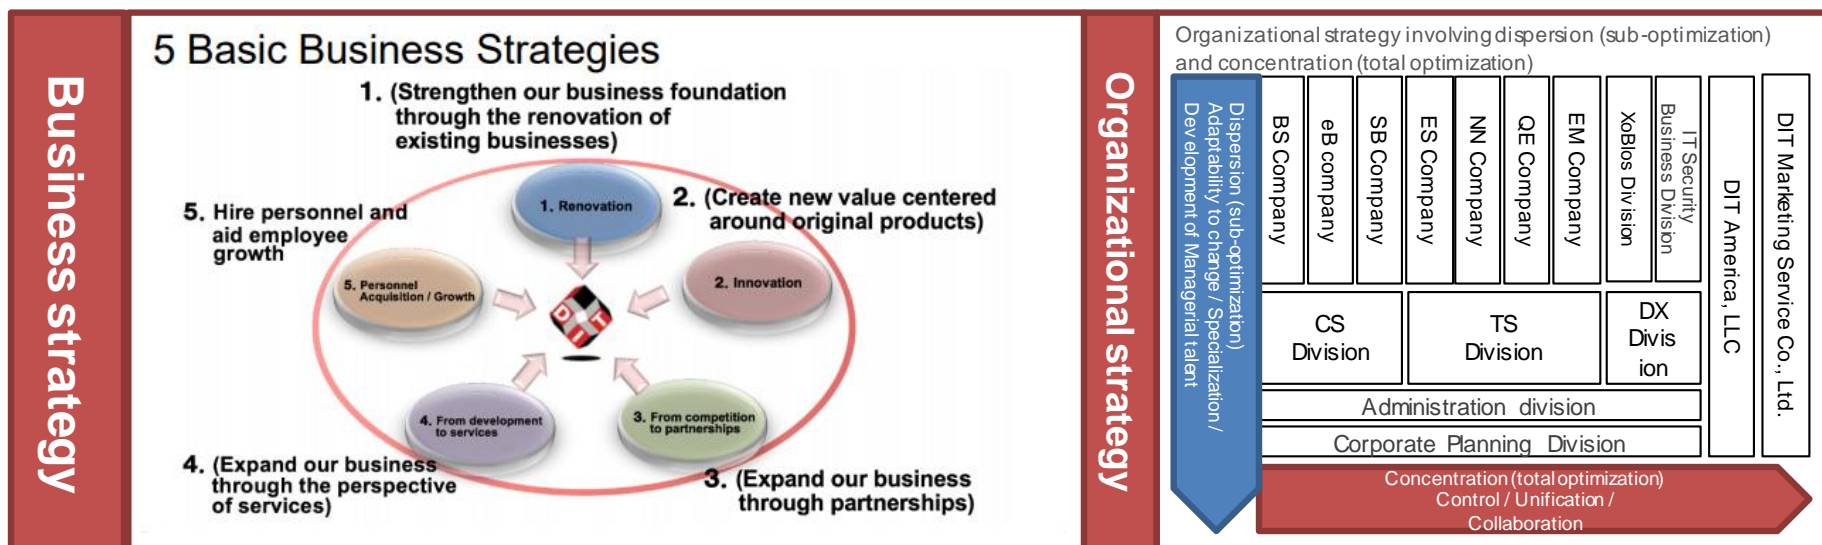 Business strategy
5 Basic Business Strategies
1. (Strengthen our business foundation
through the renovation of
existing businesses)
2. (Create new value centered
around original products)
5. Hire personnel and
aid employee
growth
1. Renovation
2. Innovation
5. Personnel
Acquisition / Growth
DIT
4. From development
to services
3. From competition
to partnerships
4. (Expand our business
through the perspective
of services)
3. (Expand our business
through partnerships)
Organizational strategy
Organizational strategy involving dispersion (sub-optimization)
and concentration (total optimization)
Dispersion (sub-optimization)
Adaptability to change / Specialization /
Development of Managerial talent
BS Company
eB company
SB Company
ES Company
NN Company
QE Company
EM Company
XoBlos Division
IT Security
Business Division
DIT America, LLC
DIT Marketing Service Co., Ltd.
CS
Division
TS
Division
DX
Divis
ion
Administration division
Corporate Planning Division
Concentration (total optimization)
Control / Unification /
Collaboration